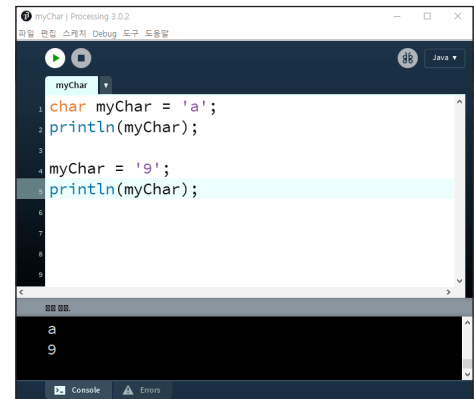 myChar | Processing 3.0.2
파일 편집 스케치 Debug 도구 도움말
Java ▼
myChar ▼
1 char myChar = 'a';
2 println(myChar);
3
4 myChar = '9';
5 println(myChar);
6
7
8
9
a
9
Console Errors